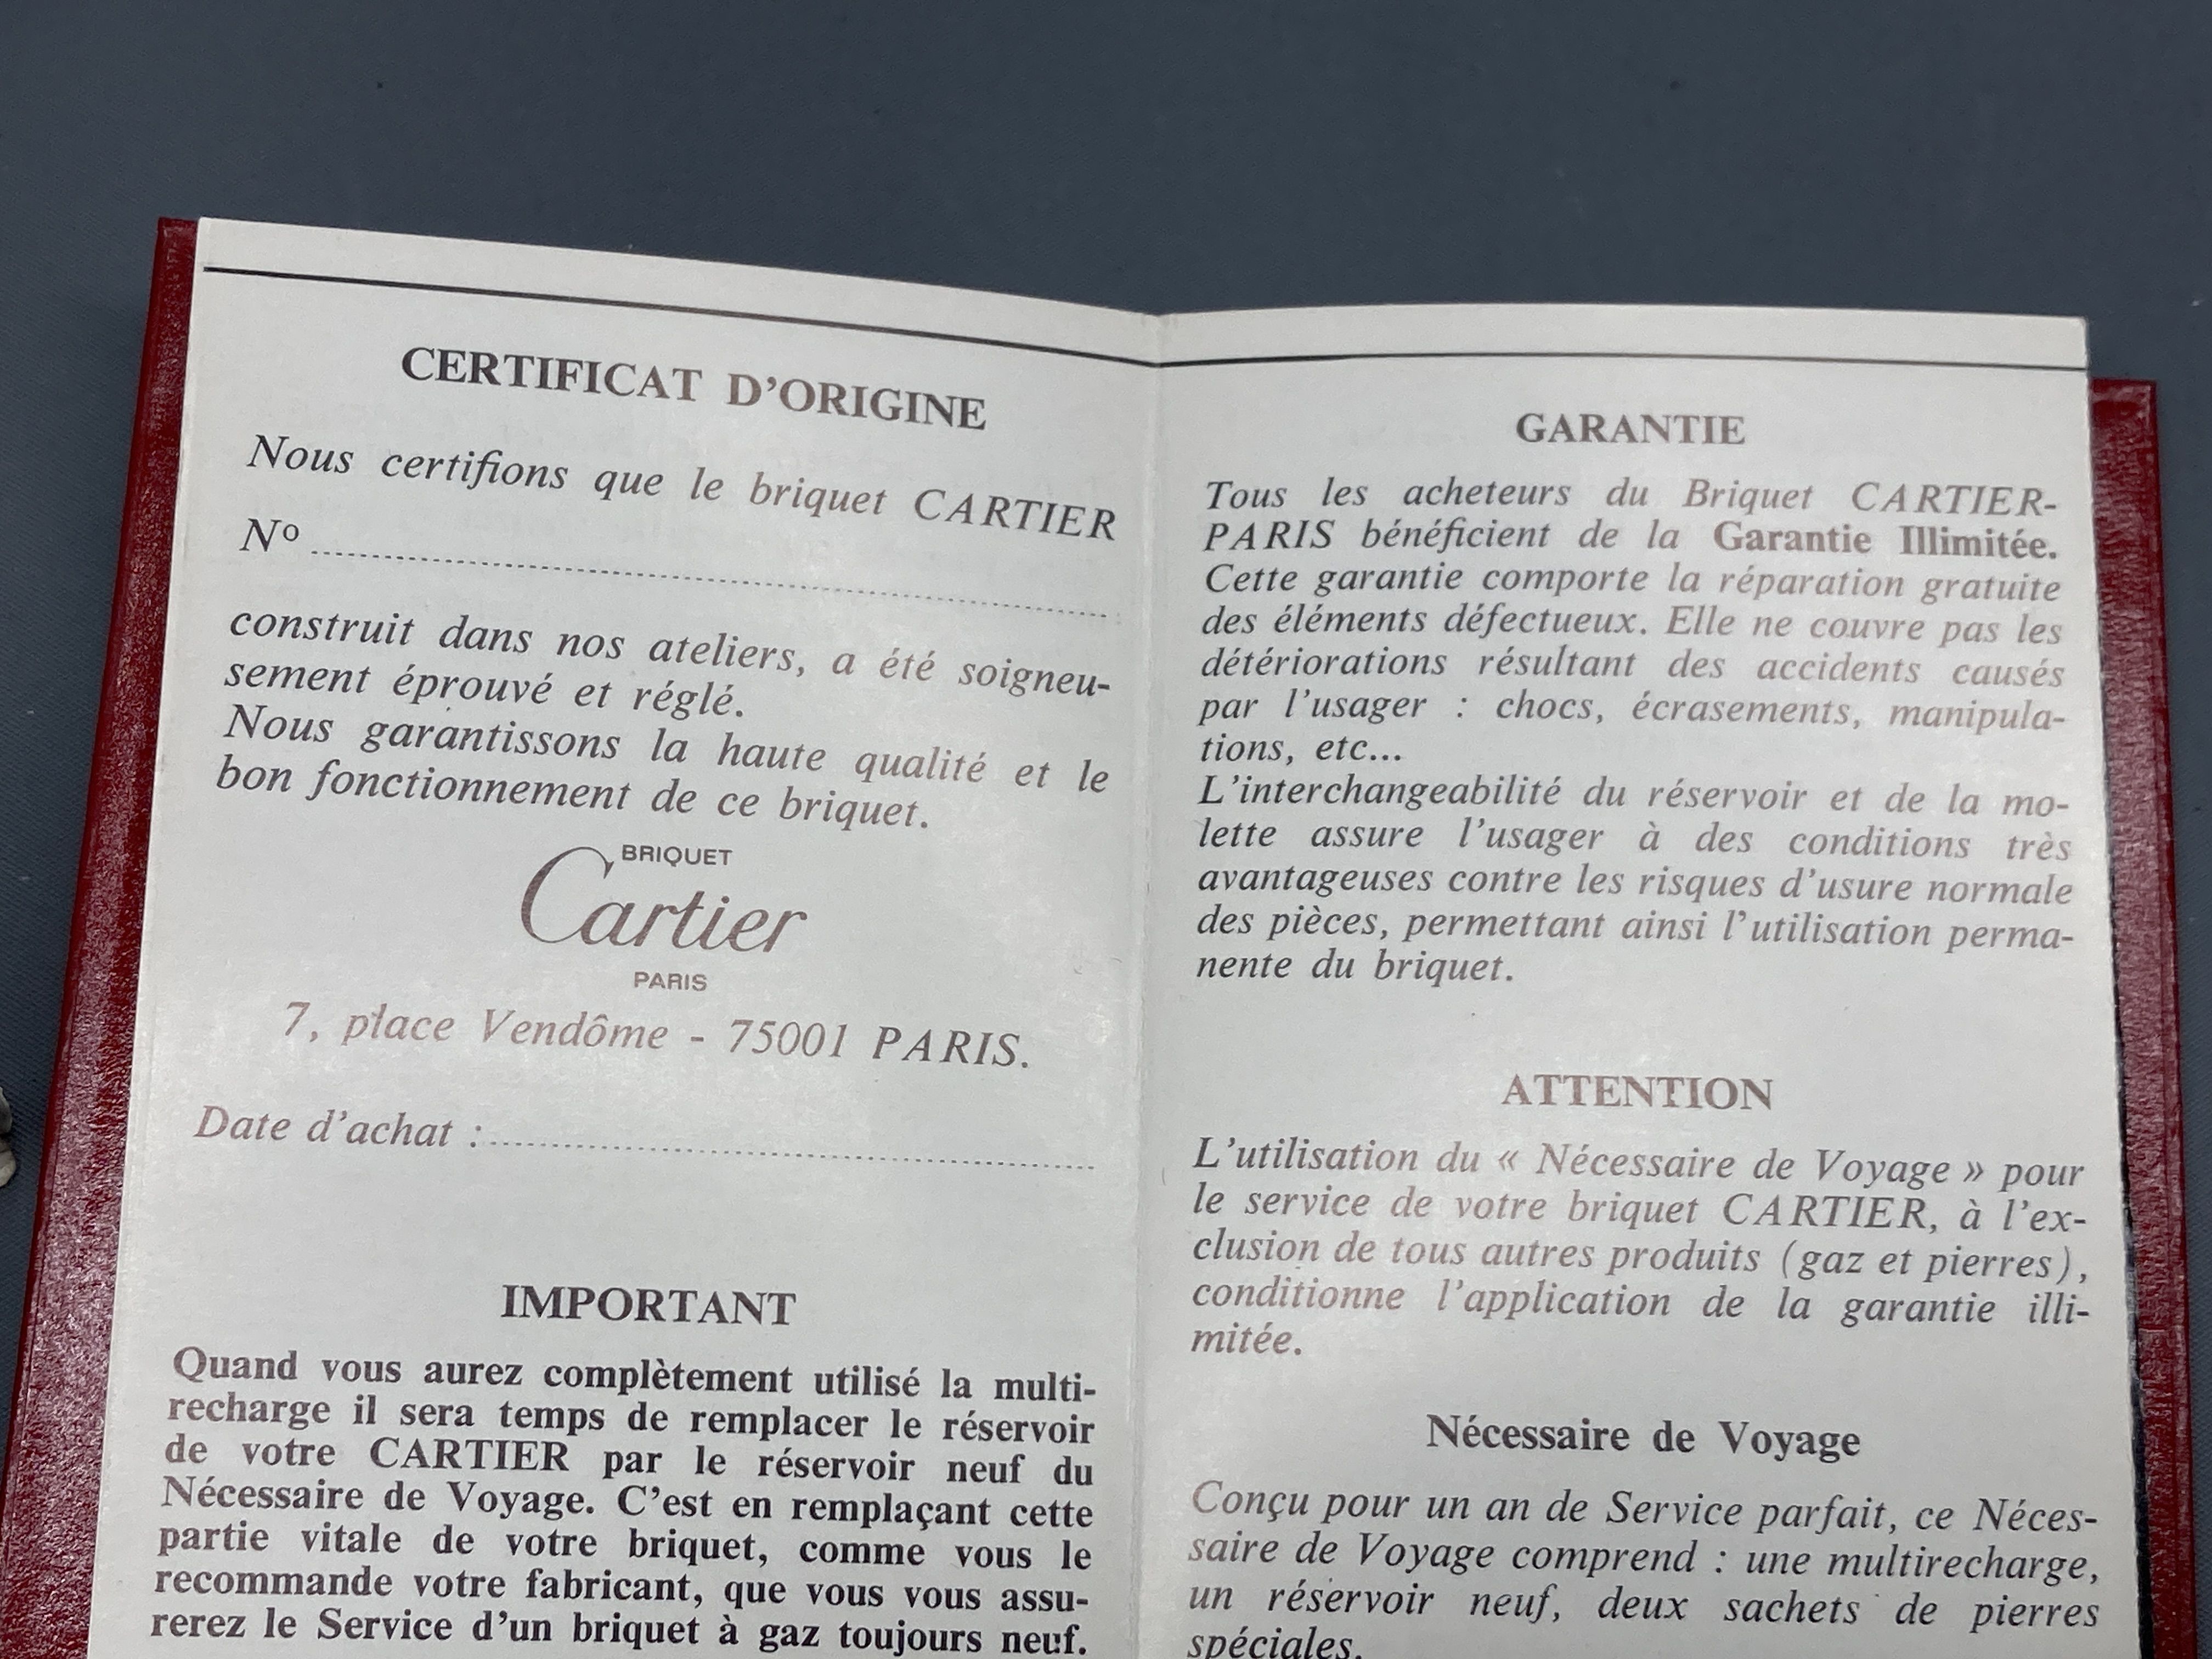 CERTIFICAT D'ORIGINE
Nous certifions que le briquet CARTIER
Nº
construit dans nos ateliers, a été soigneu-
sement éprouvé et réglé.
Nous garantissons la haute qualité et le
bon fonctionnement de ce briquet.
BRIQUET
Cartier
PARIS
7, place Vendôme - 75001 PARIS.
Date d'achat :
IMPORTANT
Quand vous aurez complètement utilisé la multi-
recharge il sera temps de remplacer le réservoir
de votre CARTIER par le réservoir neuf du
Nécessaire de Voyage. C'est en remplaçant cette
partie vitale de votre briquet, comme vous le
recommande votre fabricant, que vous vous assu-
rerez le Service d'un briquet à gaz toujours neuf.
GARANTIE
Tous les acheteurs du Briquet CARTIER-
PARIS bénéficient de la Garantie Illimitée.
Cette garantie comporte la réparation gratuite
des éléments défectueux. Elle ne couvre pas les
détériorations résultant des accidents causés
par l'usager : chocs, écrasements, manipula-
tions, etc...
L'interchangeabilité du réservoir et de la mo-
lette assure l'usager à des conditions très
avantageuses contre les risques d'usure normale
des pièces, permettant ainsi l'utilisation perma-
nente du briquet.
ATTENTION
L'utilisation du « Nécessaire de Voyage » pour
le service de votre briquet CARTIER, à l'ex-
clusion de tous autres produits (gaz et pierres),
conditionne l'application de la garantie illi-
mitée.
Nécessaire de Voyage
Conçu pour un an de Service parfait, ce Néces-
saire de Voyage comprend : une multirecharge,
un réservoir neuf, deux sachets de pierres
spéciales.